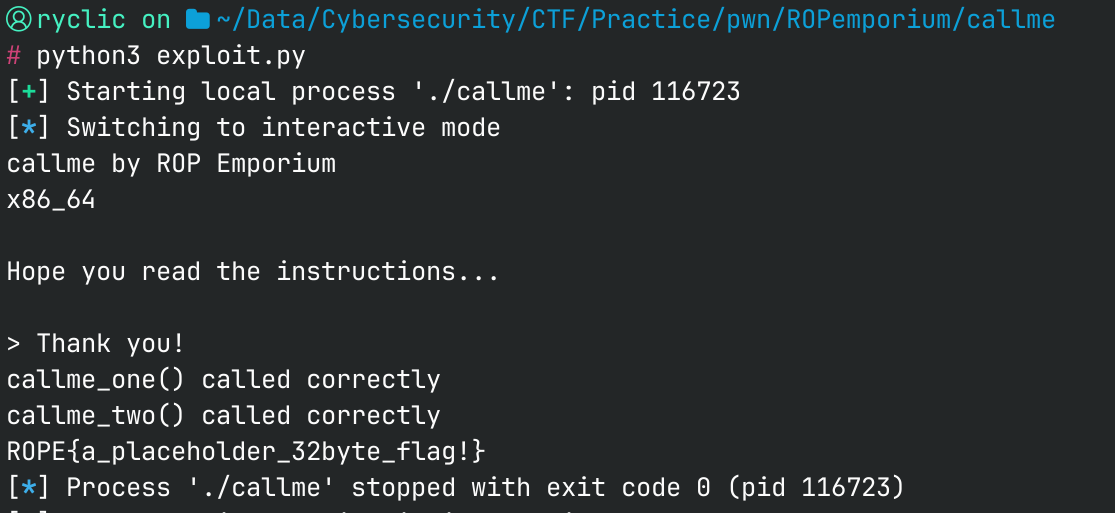 ryclic on ~/Data/Cybersecurity/CTF/Practice/pwn/ROPemporium/callme
# python3 exploit.py
[+] Starting local process './callme': pid 116723
[*] Switching to interactive mode
callme by ROP Emporium
x86_64
Hope you read the instructions...
> Thank you!
callme_one() called correctly
callme_two() called correctly
ROPE{a_placeholder_32byte_flag!}
[*] Process './callme' stopped with exit code 0 (pid 116723)